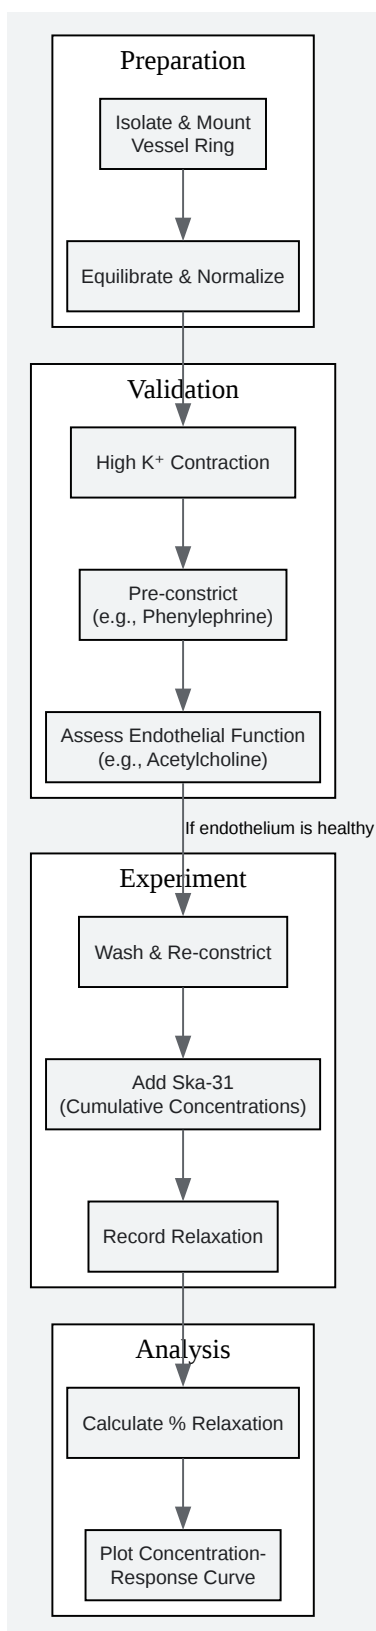 Preparation
Isolate & Mount
Vessel Ring
Equilibrate & Normalize
Validation
High K⁺ Contraction
Pre-constrict
(e.g., Phenylephrine)
Assess Endothelial Function
(e.g., Acetylcholine)
If endothelium is healthy
Experiment
Wash & Re-constrict
Add Ska-31
(Cumulative Concentrations)
Record Relaxation
Analysis
Calculate % Relaxation
Plot Concentration-
Response Curve